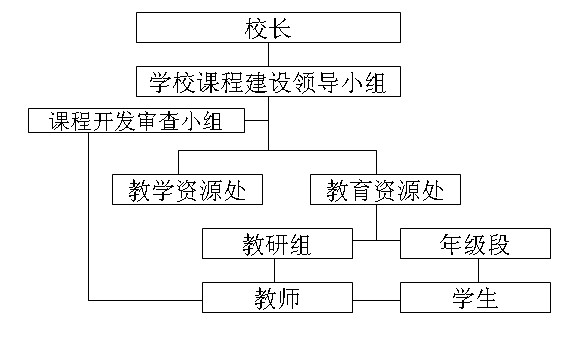 校长
学校课程建设领导小组
课程开发审查小组
教学资源处
教育资源处
教研组
年级段
教师
学生